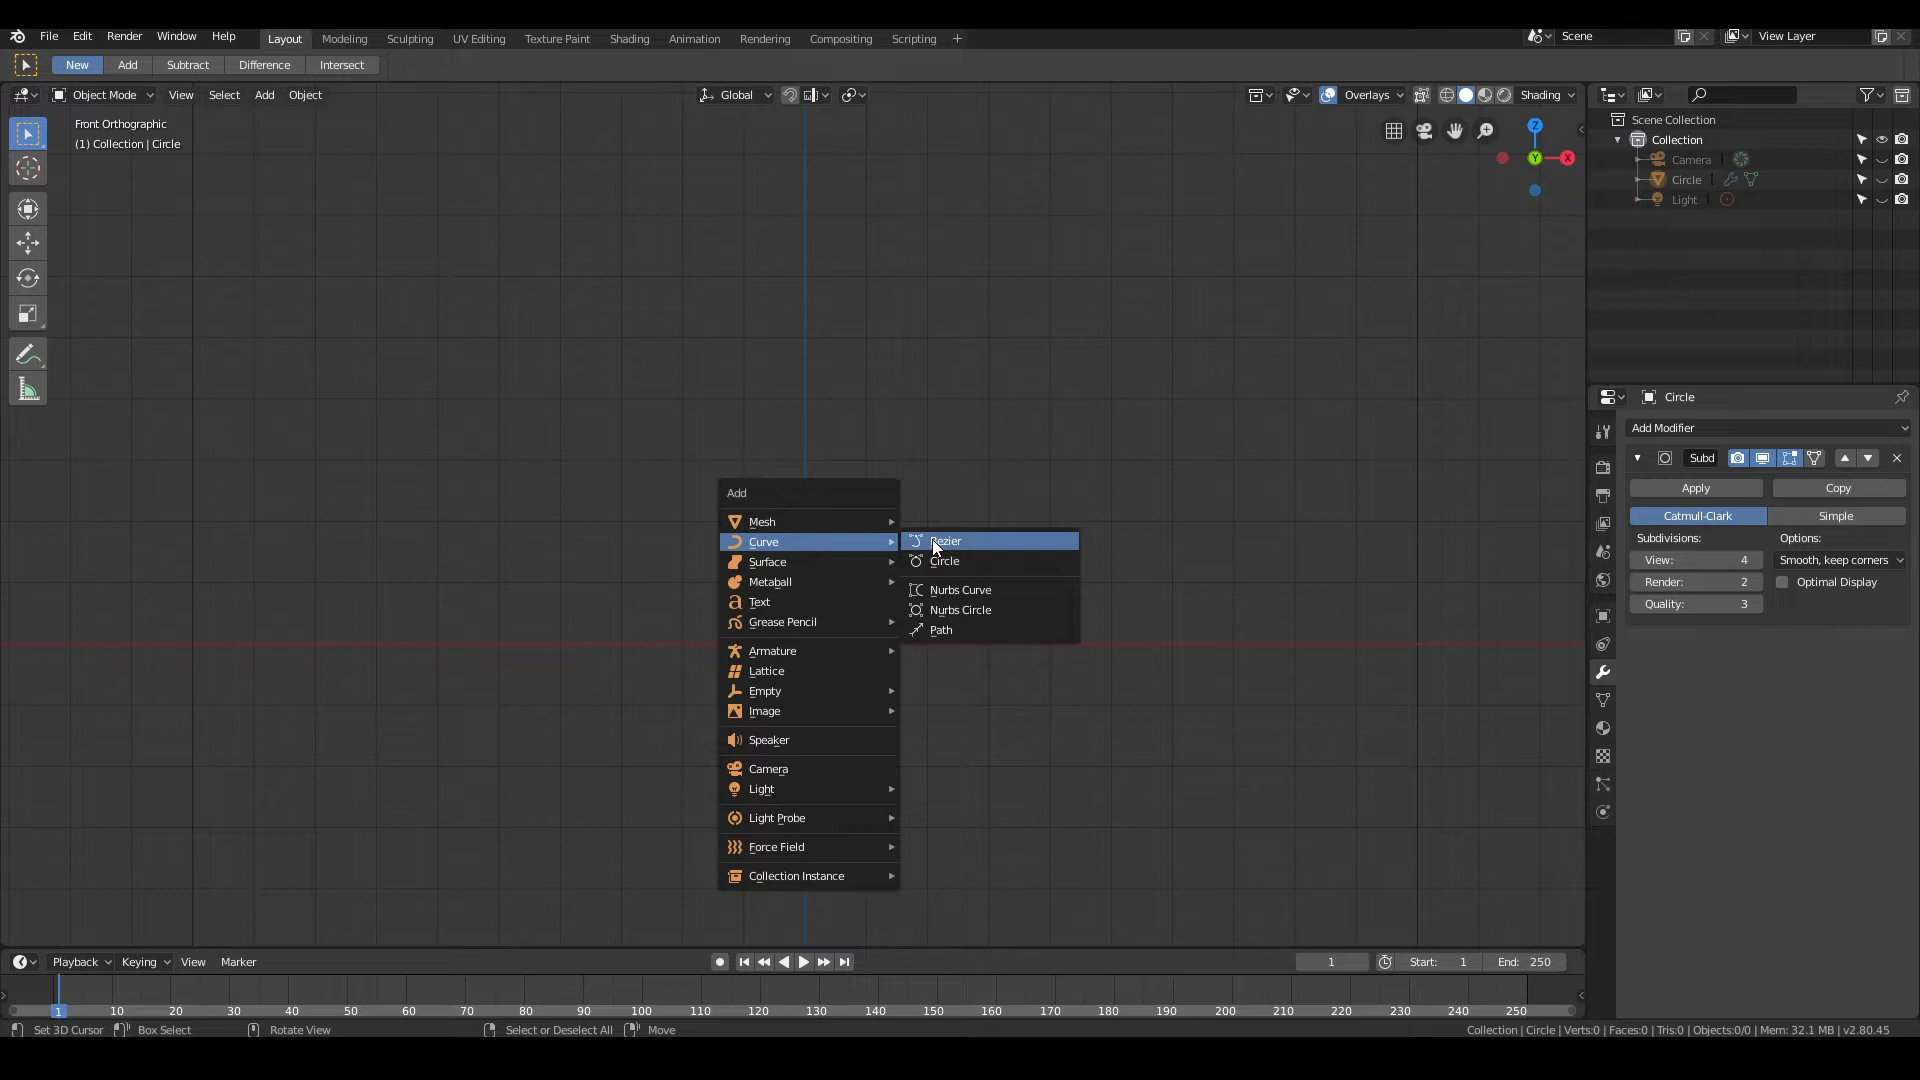 File Edit Render Window Help Layout Modeling Sculpting UV Editing Texture Paint Shading Animation Rendering Compositing Scripting + Scene View Layer
New Add Subtract Difference Intersect
Object Mode View Select Add Object Global Overlays Shading
Front Orthographic
(1) Collection | Circle
Z
Y
X
Scene Collection
Collection
Camera
Circle
Light
Circle
Add Modifier
Subd
Apply Copy
Catmull-Clark Simple
Subdivisions: Options:
View: 4 Smooth, keep corners
Render: 2 Optimal Display
Quality: 3
Add
Mesh
Curve
Surface
Metaball
Text
Grease Pencil
Armature
Lattice
Empty
Image
Speaker
Camera
Light
Light Probe
Force Field
Collection Instance
Bezier
Circle
Nurbs Curve
Nurbs Circle
Path
Playback Keying View Marker 1 Start: 1 End: 250
1 10 20 30 40 50 60 70 80 90 100 110 120 130 140 150 160 170 180 190 200 210 220 230 240 250
Set 3D Cursor Box Select Rotate View Select or Deselect All Move Collection | Circle | Verts:0 | Faces:0 | Tris:0 | Objects:0/0 | Mem: 32.1 MB | v2.80.45